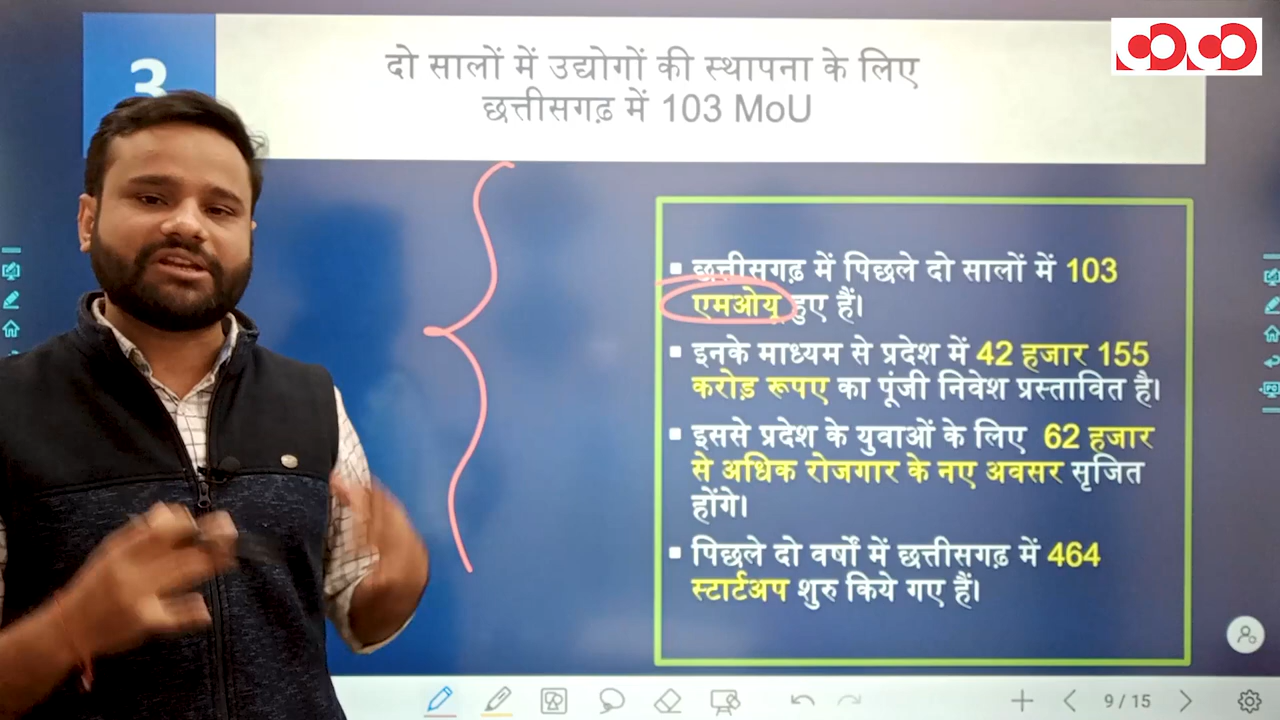 3
दो सालों में उद्योगों की स्थापना के लिए
छत्तीसगढ़ में 103 MoU
▪ छत्तीसगढ़ में पिछले दो सालों में 103
एमओयू हुए हैं।
▪ इनके माध्यम से प्रदेश में 42 हजार 155
करोड़ रूपए का पूंजी निवेश प्रस्तावित है।
▪ इससे प्रदेश के युवाओं के लिए 62 हजार
से अधिक रोजगार के नए अवसर सृजित
होंगे।
▪ पिछले दो वर्षों में छत्तीसगढ़ में 464
स्टार्टअप शुरु किये गए हैं।
9 / 15